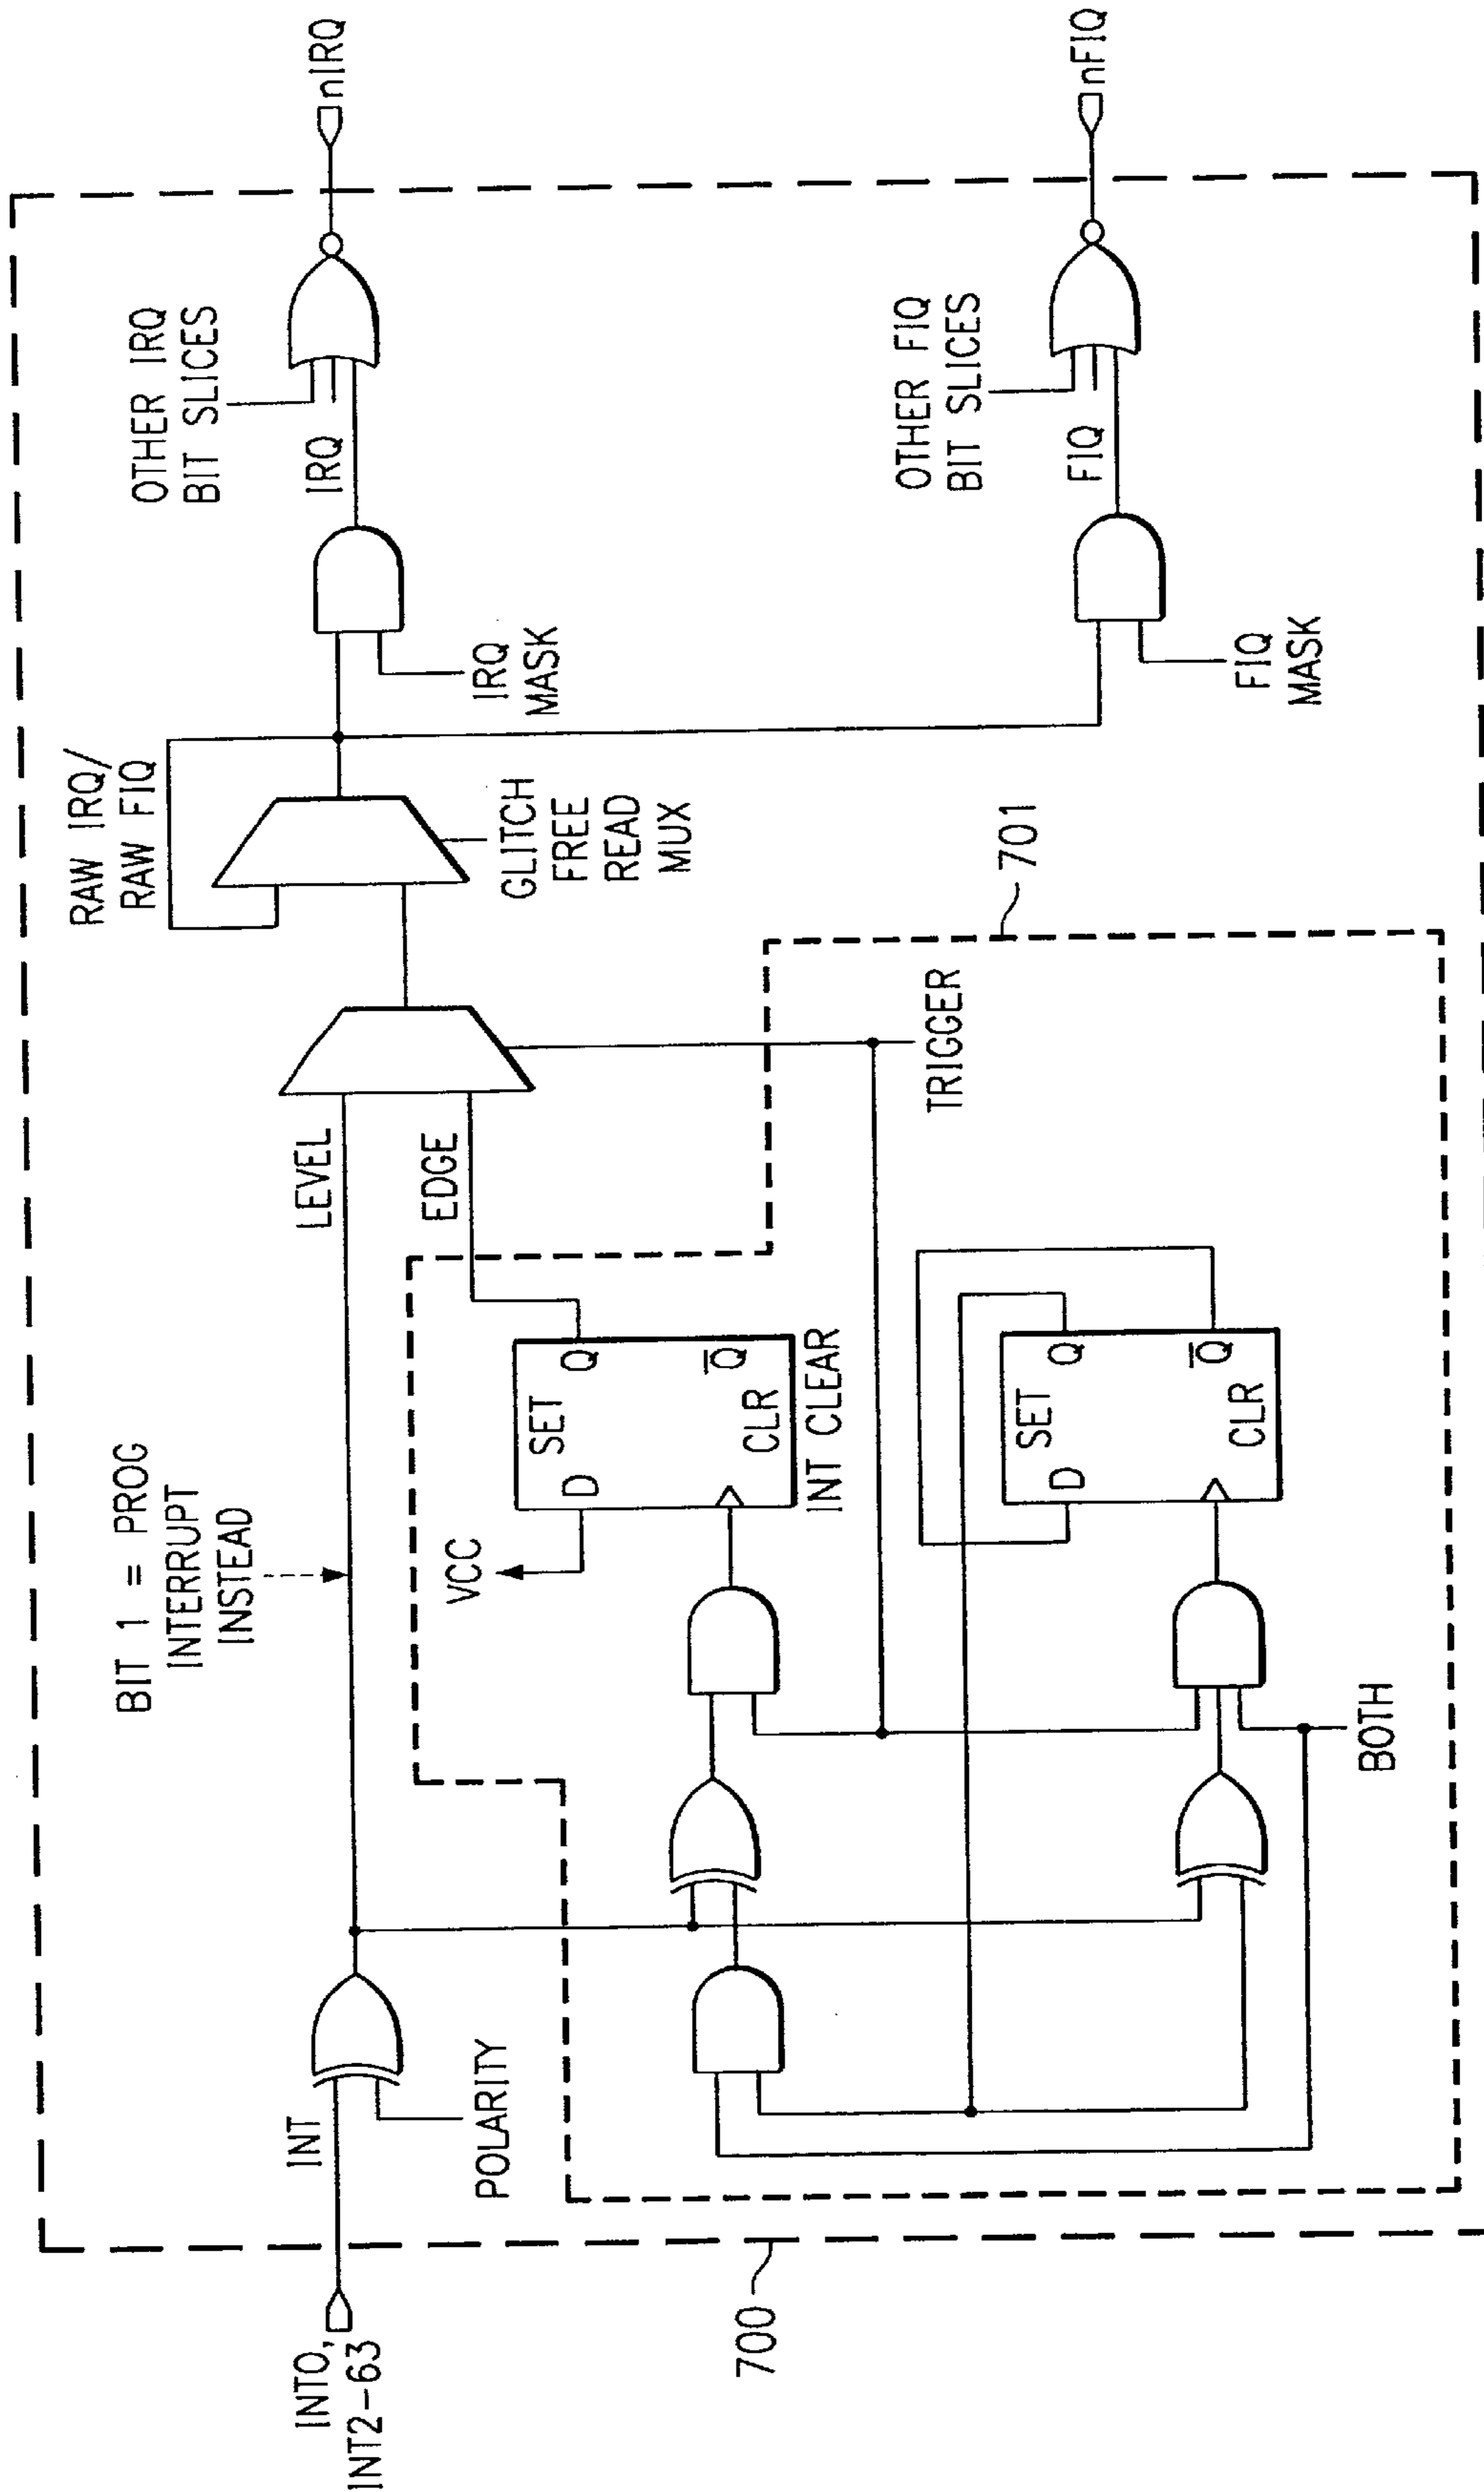 INT0,
INT2-63
INT
POLARITY
700
BIT 1 = PROG
INTERRUPT
INSTEAD
LEVEL
EDGE
VCC
D
SET
Q
Q̅
CLR
INT CLEAR
D
SET
Q
Q̅
CLR
BOTH
TRIGGER
701
RAW IRQ/
RAW FIQ
GLITCH
FREE
READ
MUX
IRQ
MASK
FIQ
MASK
OTHER IRQ
BIT SLICES
IRQ
nIRQ
OTHER FIQ
BIT SLICES
FIQ
nFIQ